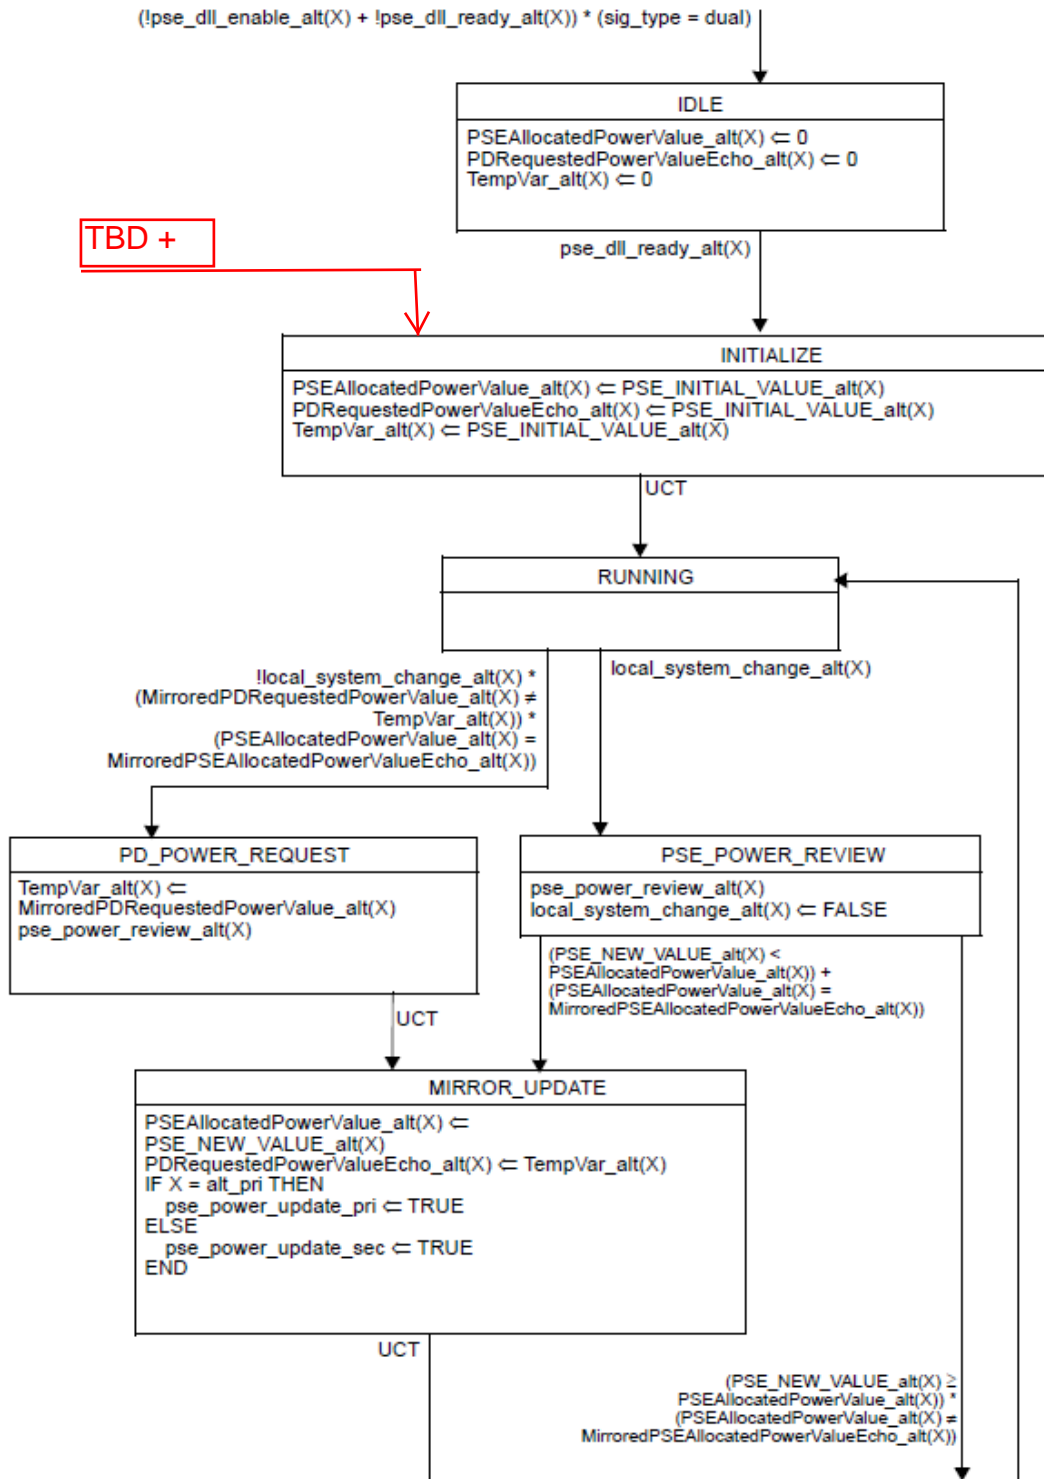 (!pse_dll_enable_alt(X) + !pse_dll_ready_alt(X)) * (sig_type = dual)
IDLE
PSEAllocatedPowerValue_alt(X) ⇐ 0
PDRequestedPowerValueEcho_alt(X) ⇐ 0
TempVar_alt(X) ⇐ 0
TBD +
pse_dll_ready_alt(X)
INITIALIZE
PSEAllocatedPowerValue_alt(X) ⇐ PSE_INITIAL_VALUE_alt(X)
PDRequestedPowerValueEcho_alt(X) ⇐ PSE_INITIAL_VALUE_alt(X)
TempVar_alt(X) ⇐ PSE_INITIAL_VALUE_alt(X)
UCT
RUNNING
!local_system_change_alt(X) *
(MirroredPDRequestedPowerValue_alt(X) ≠
TempVar_alt(X)) *
(PSEAllocatedPowerValue_alt(X) =
MirroredPSEAllocatedPowerValueEcho_alt(X))
local_system_change_alt(X)
PD_POWER_REQUEST
TempVar_alt(X) ⇐
MirroredPDRequestedPowerValue_alt(X)
pse_power_review_alt(X)
PSE_POWER_REVIEW
pse_power_review_alt(X)
local_system_change_alt(X) ⇐ FALSE
UCT
(PSE_NEW_VALUE_alt(X) <
PSEAllocatedPowerValue_alt(X)) +
(PSEAllocatedPowerValue_alt(X) =
MirroredPSEAllocatedPowerValueEcho_alt(X))
MIRROR_UPDATE
PSEAllocatedPowerValue_alt(X) ⇐
PSE_NEW_VALUE_alt(X)
PDRequestedPowerValueEcho_alt(X) ⇐ TempVar_alt(X)
IF X = alt_pri THEN
pse_power_update_pri ⇐ TRUE
ELSE
pse_power_update_sec ⇐ TRUE
END
UCT
(PSE_NEW_VALUE_alt(X) ≥
PSEAllocatedPowerValue_alt(X)) *
(PSEAllocatedPowerValue_alt(X) ≠
MirroredPSEAllocatedPowerValueEcho_alt(X))